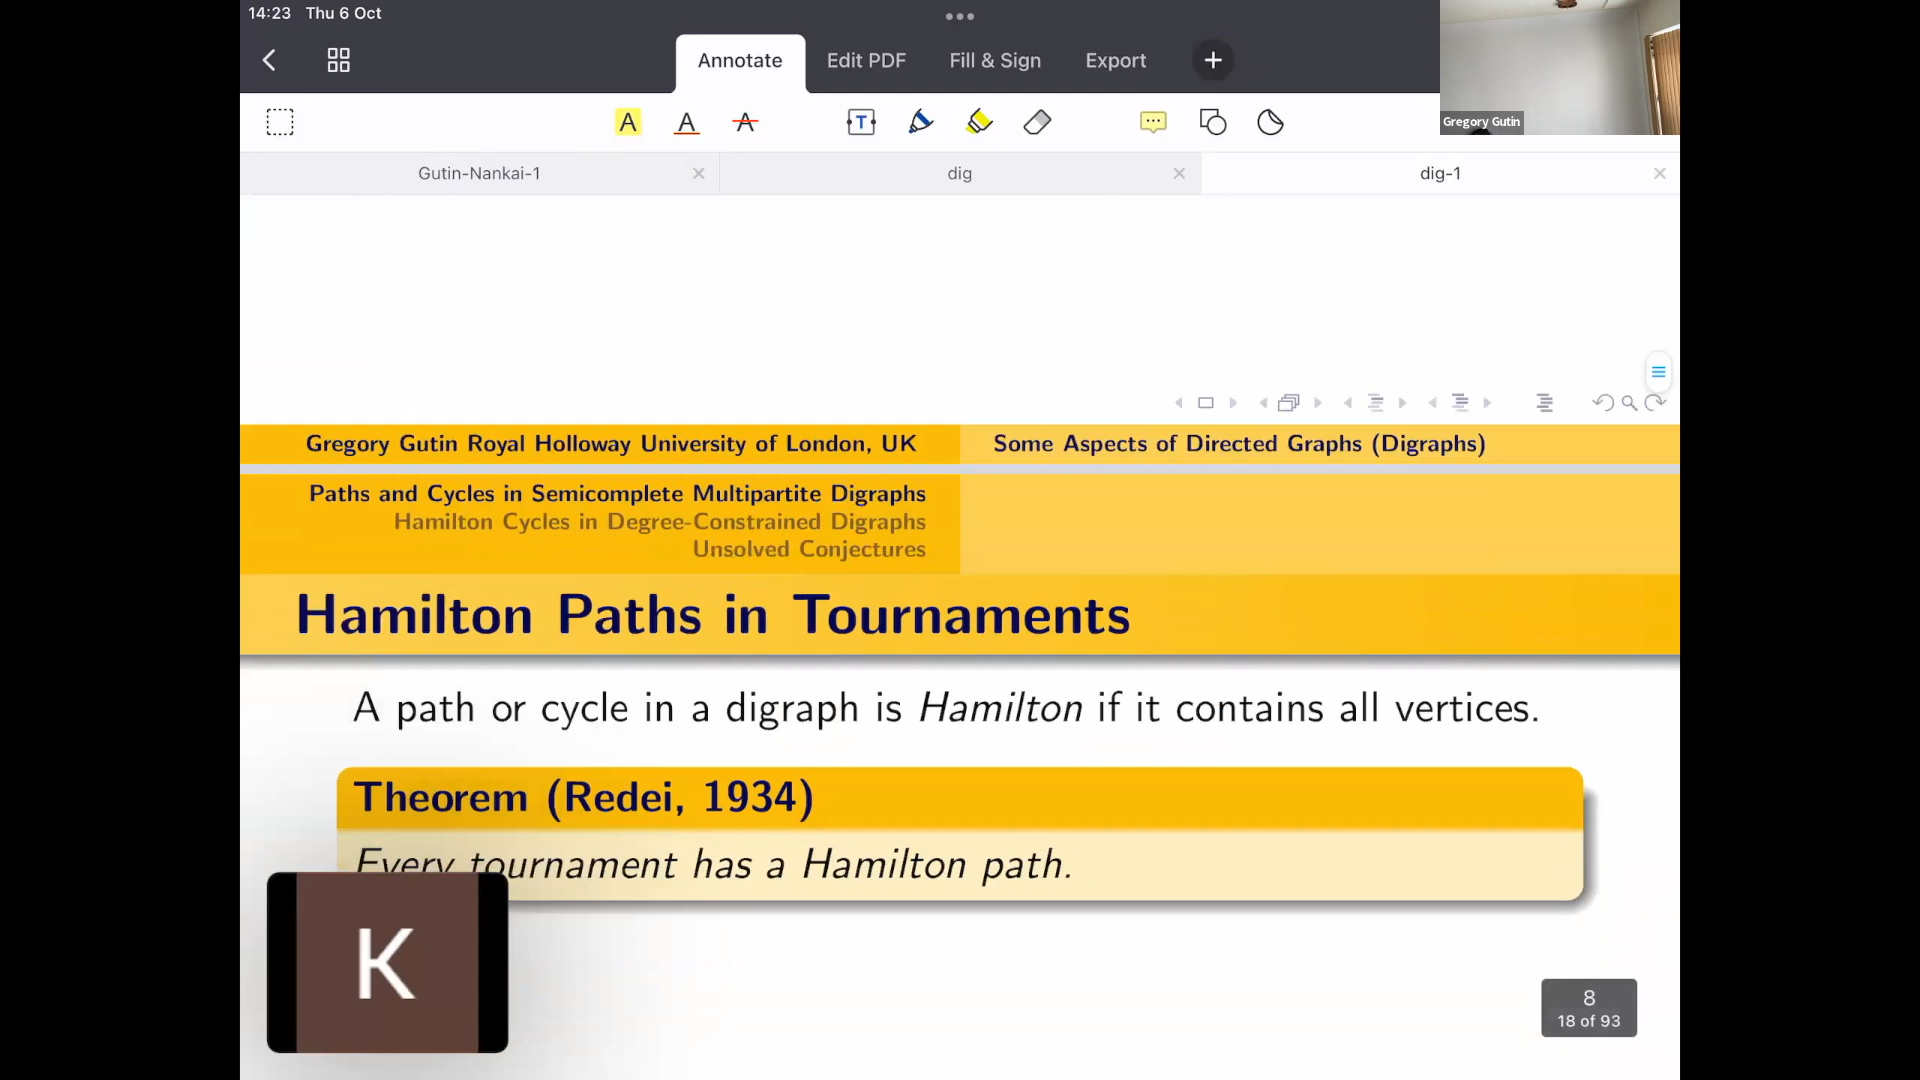 14:23 Thu 6 Oct
Annotate Edit PDF Fill & Sign Export
Gregory Gutin
Gutin-Nankai-1 dig dig-1
Gregory Gutin Royal Holloway University of London, UK Some Aspects of Directed Graphs (Digraphs)
Paths and Cycles in Semicomplete Multipartite Digraphs
Hamilton Cycles in Degree-Constrained Digraphs
Unsolved Conjectures
Hamilton Paths in Tournaments
A path or cycle in a digraph is Hamilton if it contains all vertices.
Theorem (Redei, 1934)
Every tournament has a Hamilton path.
K
8
18 of 93